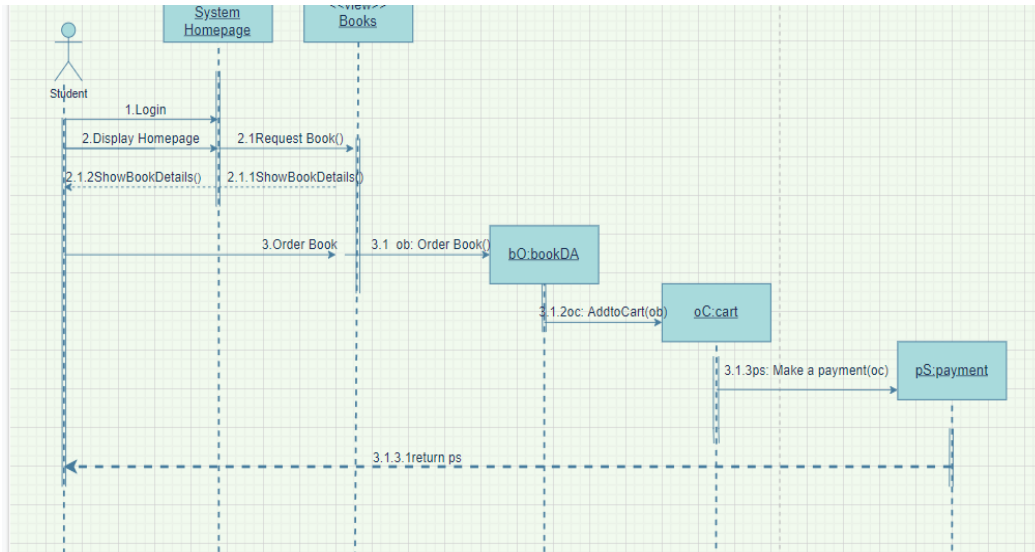 System
Homepage
<<view>>
Books
Student
1.Login
2.Display Homepage
2.1Request Book()
2.1.2ShowBookDetails()
2.1.1ShowBookDetails()
3.Order Book
3.1 ob: Order Book()
bO:bookDA
3.1.2oc: AddtoCart(ob)
oC:cart
3.1.3ps: Make a payment(oc)
pS:payment
3.1.3.1return ps